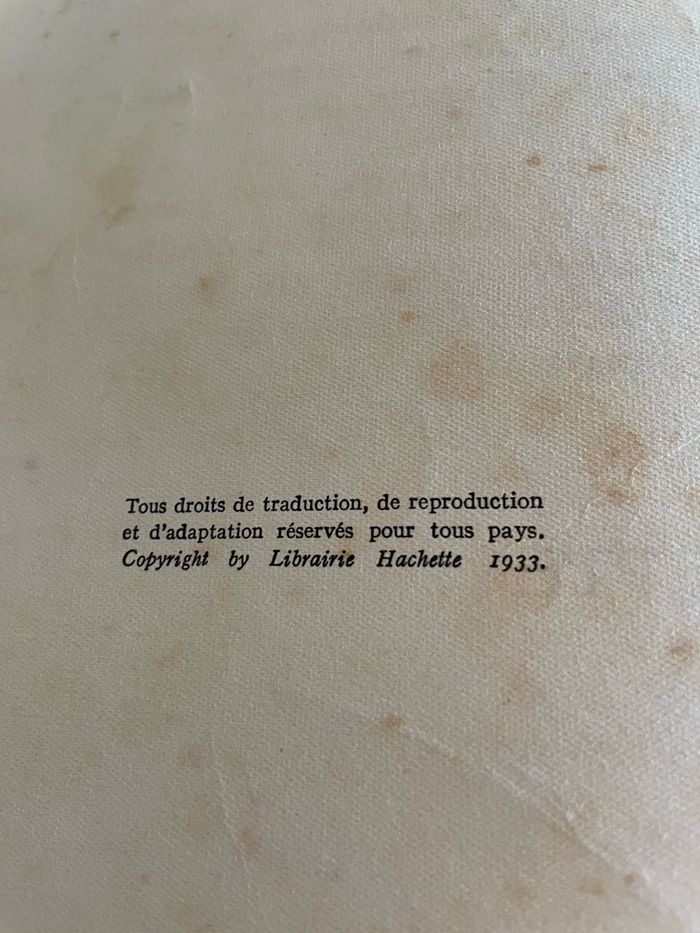 Tous droits de traduction, de reproduction
et d'adaptation réservés pour tous pays.
Copyright by Librairie Hachette 1933.